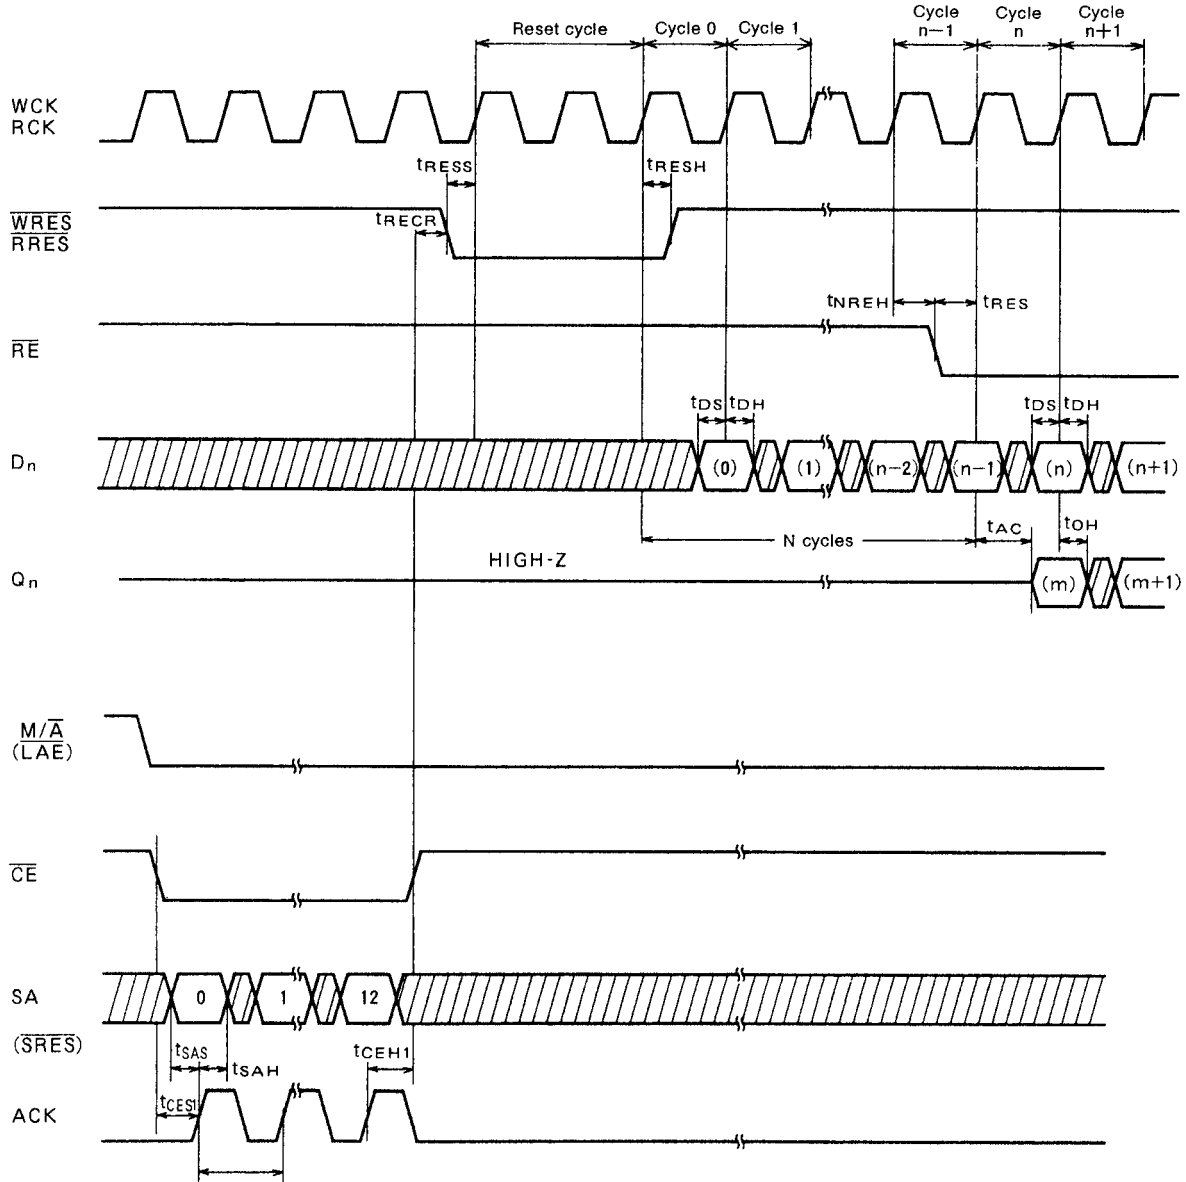 Reset cycle Cycle 0 Cycle 1 Cycle n−1 Cycle n Cycle n+1
WCK
RCK
tRESS tRESH
WRES
RRES
tRECR
tNREH tRES
RE
tDS tDH tDS tDH
Dn (0) (1) (n−2) (n−1) (n) (n+1)
N cycles tAC tOH
HIGH-Z
Qn (m) (m+1)
M/A
(LAE)
CE
SA 0 1 12
(SRES)
tSAS tSAH tCEH1
tCES1
ACK